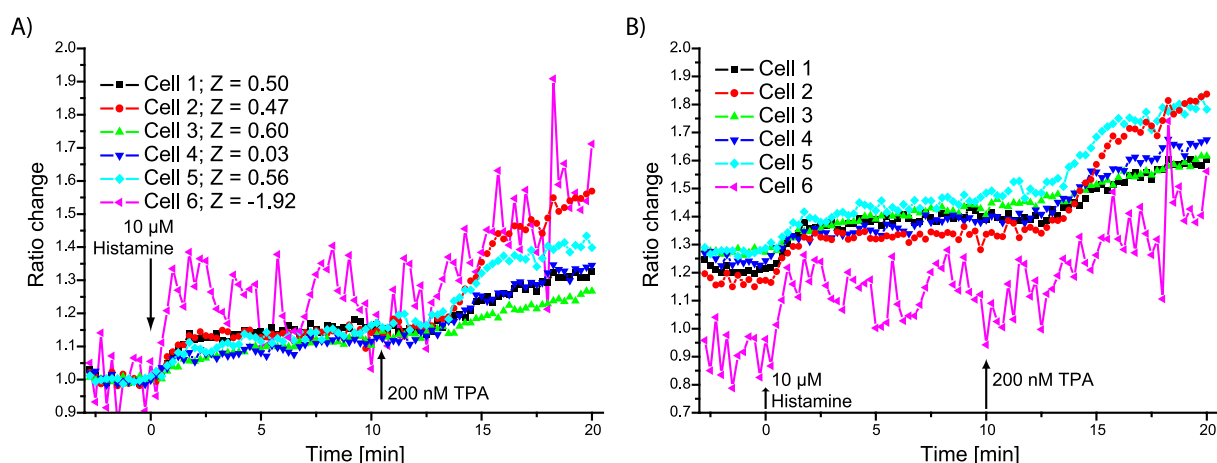 A)
2.0
1.9
1.8
1.7
1.6
1.5
1.4
1.3
1.2
1.1
1.0
0.9
Ratio change
Cell 1; Z = 0.50
Cell 2; Z = 0.47
Cell 3; Z = 0.60
Cell 4; Z = 0.03
Cell 5; Z = 0.56
Cell 6; Z = -1.92
10 µM
Histamine
200 nM TPA
0 5 10 15 20
Time [min]
B)
2.0
1.9
1.8
1.7
1.6
1.5
1.4
1.3
1.2
1.1
1.0
0.9
0.8
0.7
Ratio change
Cell 1
Cell 2
Cell 3
Cell 4
Cell 5
Cell 6
10 µM
Histamine
200 nM TPA
0 5 10 15 20
Time [min]